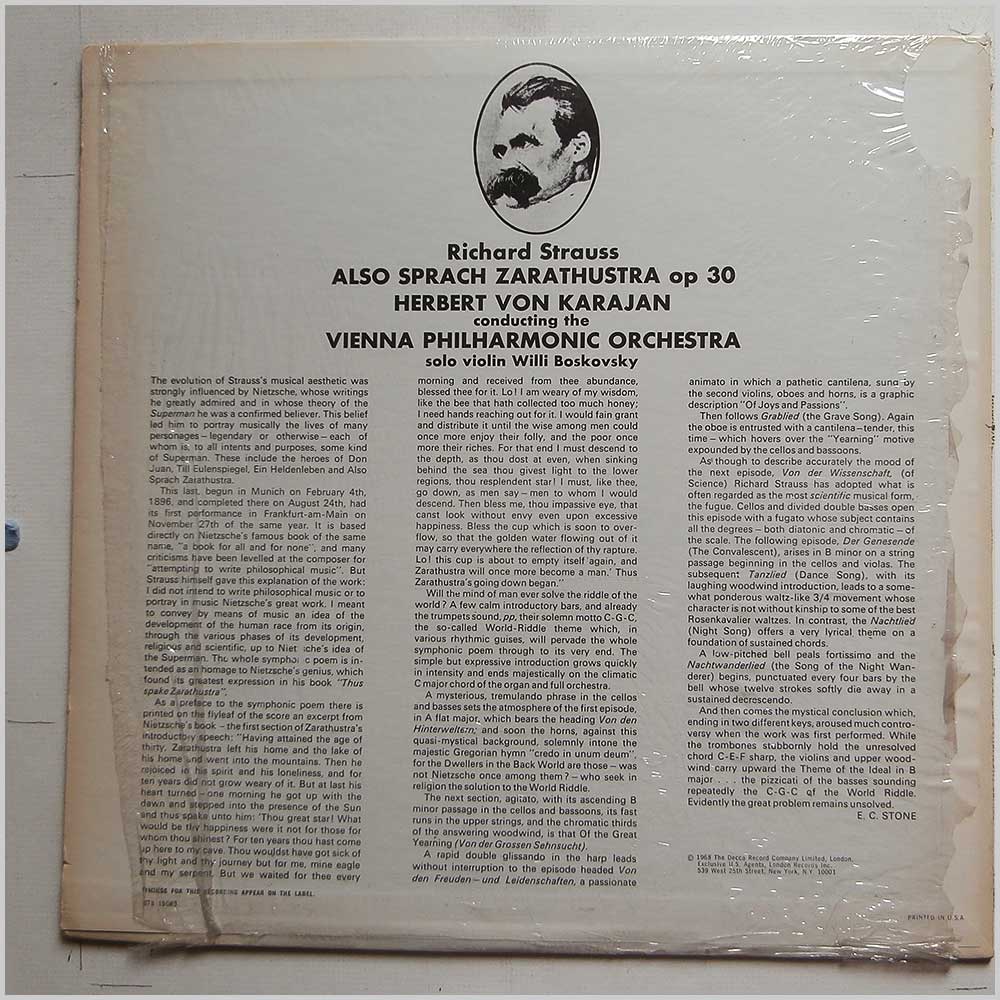 Richard Strauss
ALSO SPRACH ZARATHUSTRA op 30
HERBERT VON KARAJAN
conducting the
VIENNA PHILHARMONIC ORCHESTRA
solo violin Willi Boskovsky
The evolution of Strauss's musical aesthetic was
strongly influenced by Nietzsche, whose writings
he greatly admired and in whose theory of the
Superman he was a confirmed believer. This belief
led him to portray musically the lives of many
personages – legendary or otherwise – each of
whom is, to all intents and purposes, some kind
of Superman. These include the heroes of Don
Juan, Till Eulenspiegel, Ein Heldenleben and Also
Sprach Zarathustra.
This last, begun in Munich on February 4th,
1896, and completed there on August 24th, had
its first performance in Frankfurt-am-Main on
November 27th of the same year. It is based
directly on Nietzsche's famous book of the same
name, "a book for all and for none", and many
criticisms have been levelled at the composer for
"attempting to write philosophical music". But
Strauss himself gave this explanation of the work:
I did not intend to write philosophical music or to
portray in music Nietzsche's great work. I meant
to convey by means of music an idea of the
development of the human race from its origin,
through the various phases of its development,
religious and scientific, up to Nietzsche's idea of
the Superman. The whole symphonic poem is in-
tended as an homage to Nietzsche's genius, which
found its greatest expression in his book "Thus
spake Zarathustra".
As a preface to the symphonic poem there is
printed on the flyleaf of the score an excerpt from
Nietzsche's book – the first section of Zarathustra's
introductory speech: "Having attained the age of
thirty, Zarathustra left his home and the lake of
his home and went into the mountains. Then he
rejoiced in his spirit and his loneliness, and for
ten years did not grow weary of it. But at last his
heart turned – one morning he got up with the
dawn and stepped into the presence of the Sun
and thus spake unto him: 'Thou great star! What
would be thy happiness were it not for those for
whom thou shinest? For ten years thou hast come
up here to my cave. Thou wouldst have got sick of
thy light and thy journey but for me, mine eagle
and my serpent. But we waited for thee every
morning and received from thee abundance,
blessed thee for it. Lo! I am weary of my wisdom,
like the bee that hath collected too much honey;
I need hands reaching out for it. I would fain grant
and distribute it until the wise among men could
once more enjoy their folly, and the poor once
more their riches. For that end I must descend to
the depth, as thou dost at even, when sinking
behind the sea thou givest light to the lower
regions, thou resplendent star! I must, like thee,
go down, as men say – men to whom I would
descend. Then bless me, thou impassive eye, that
canst look without envy even upon excessive
happiness. Bless the cup which is soon to over-
flow, so that the golden water flowing out of it
may carry everywhere the reflection of thy rapture.
Lo! this cup is about to empty itself again, and
Zarathustra will once more become a man.' Thus
Zarathustra's going down began."
Will the mind of man ever solve the riddle of the
world? A few calm introductory bars, and already
the trumpets sound, pp, their solemn motto C-G-C,
the so-called World-Riddle theme which, in
various rhythmic guises, will pervade the whole
symphonic poem through to its very end. The
simple but expressive introduction grows quickly
in intensity and ends majestically on the climatic
C major chord of the organ and full orchestra.
A mysterious, tremulando phrase in the cellos
and basses sets the atmosphere of the first episode,
in A flat major, which bears the heading Von den
Hinterweltern; and soon the horns, against this
quasi-mystical background, solemnly intone the
majestic Gregorian hymn "credo in unum deum",
for the Dwellers in the Back World are those – was
not Nietzsche once among them? – who seek in
religion the solution to the World Riddle.
The next section, agitato, with its ascending B
minor passage in the cellos and bassoons, its fast
runs in the upper strings, and the chromatic thirds
of the answering woodwind, is that Of the Great
Yearning (Von der Grossen Sehnsucht).
A rapid double glissando in the harp leads
without interruption to the episode headed Von
den Freuden – und Leidenschaften, a passionate
animato in which a pathetic cantilena, sung by
the second violins, oboes and horns, is a graphic
description "Of Joys and Passions".
Then follows Grablied (the Grave Song). Again
the oboe is entrusted with a cantilena – tender, this
time – which hovers over the "Yearning" motive
expounded by the cellos and bassoons.
As though to describe accurately the mood of
the next episode, Von der Wissenschaft, (of
Science) Richard Strauss has adopted what is
often regarded as the most scientific musical form,
the fugue. Cellos and divided double basses open
this episode with a fugato whose subject contains
all the degrees – both diatonic and chromatic – of
the scale. The following episode, Der Genesende
(The Convalescent), arises in B minor on a string
passage beginning in the cellos and violas. The
subsequent Tanzlied (Dance Song), with its
laughing woodwind introduction, leads to a some-
what ponderous waltz-like 3/4 movement whose
character is not without kinship to some of the best
Rosenkavalier waltzes. In contrast, the Nachtlied
(Night Song) offers a very lyrical theme on a
foundation of sustained chords.
A low-pitched bell peals fortissimo and the
Nachtwanderlied (the Song of the Night Wan-
derer) begins, punctuated every four bars by the
bell whose twelve strokes softly die away in a
sustained decrescendo.
And then comes the mystical conclusion which,
ending in two different keys, aroused much contro-
versy when the work was first performed. While
the trombones stubbornly hold the unresolved
chord C-E-F sharp, the violins and upper wood-
wind carry upward the Theme of the Ideal in B
major . . . the pizzicati of the basses sounding
repeatedly the C-G-C of the World Riddle.
Evidently the great problem remains unsolved.
E. C. STONE
© 1968 The Decca Record Company Limited, London.
Exclusive U.S. Agents, London Records Inc.
539 West 25th Street, New York, N.Y. 10001
FOR THIS RECORDING APPEAR ON THE LABEL.
PRINTED IN U.S.A.